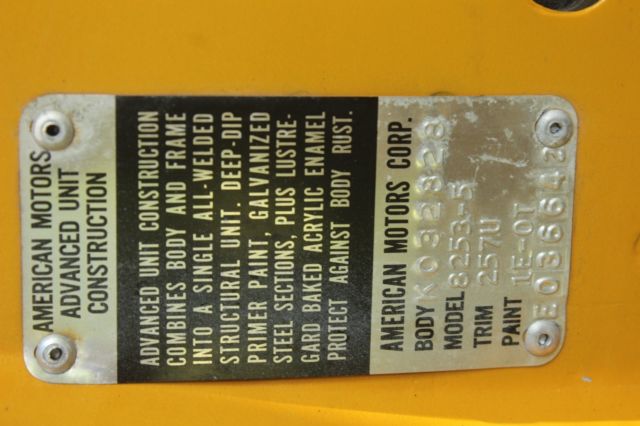 AMERICAN MOTORS
ADVANCED UNIT
CONSTRUCTION
ADVANCED UNIT CONSTRUCTION
COMBINES BODY AND FRAME
INTO A SINGLE ALL-WELDED
STRUCTURAL UNIT. DEEP-DIP
PRIMER PAINT, GALVANIZED
STEEL SECTIONS, PLUS LUSTRE-
GARD BAKED ACRYLIC ENAMEL
PROTECT AGAINST BODY RUST.
AMERICAN MOTORS CORP.
BODY K032828
MODEL 8253-5
TRIM 257U
PAINT 1E-01
E036642